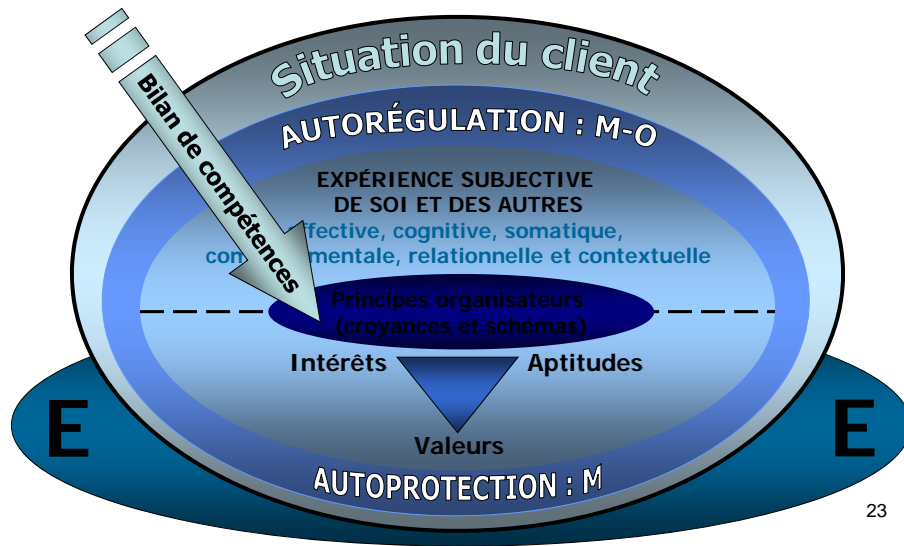 Situation du client
Bilan de compétences
AUTORÉGULATION : M-O
EXPÉRIENCE SUBJECTIVE
DE SOI ET DES AUTRES
ffective, cognitive, somatique,
mentale, relationnelle et contextuelle
Principes organisateurs
(croyances et schémas)
Intérêts Aptitudes
E E
Valeurs
AUTOPROTECTION : M
23